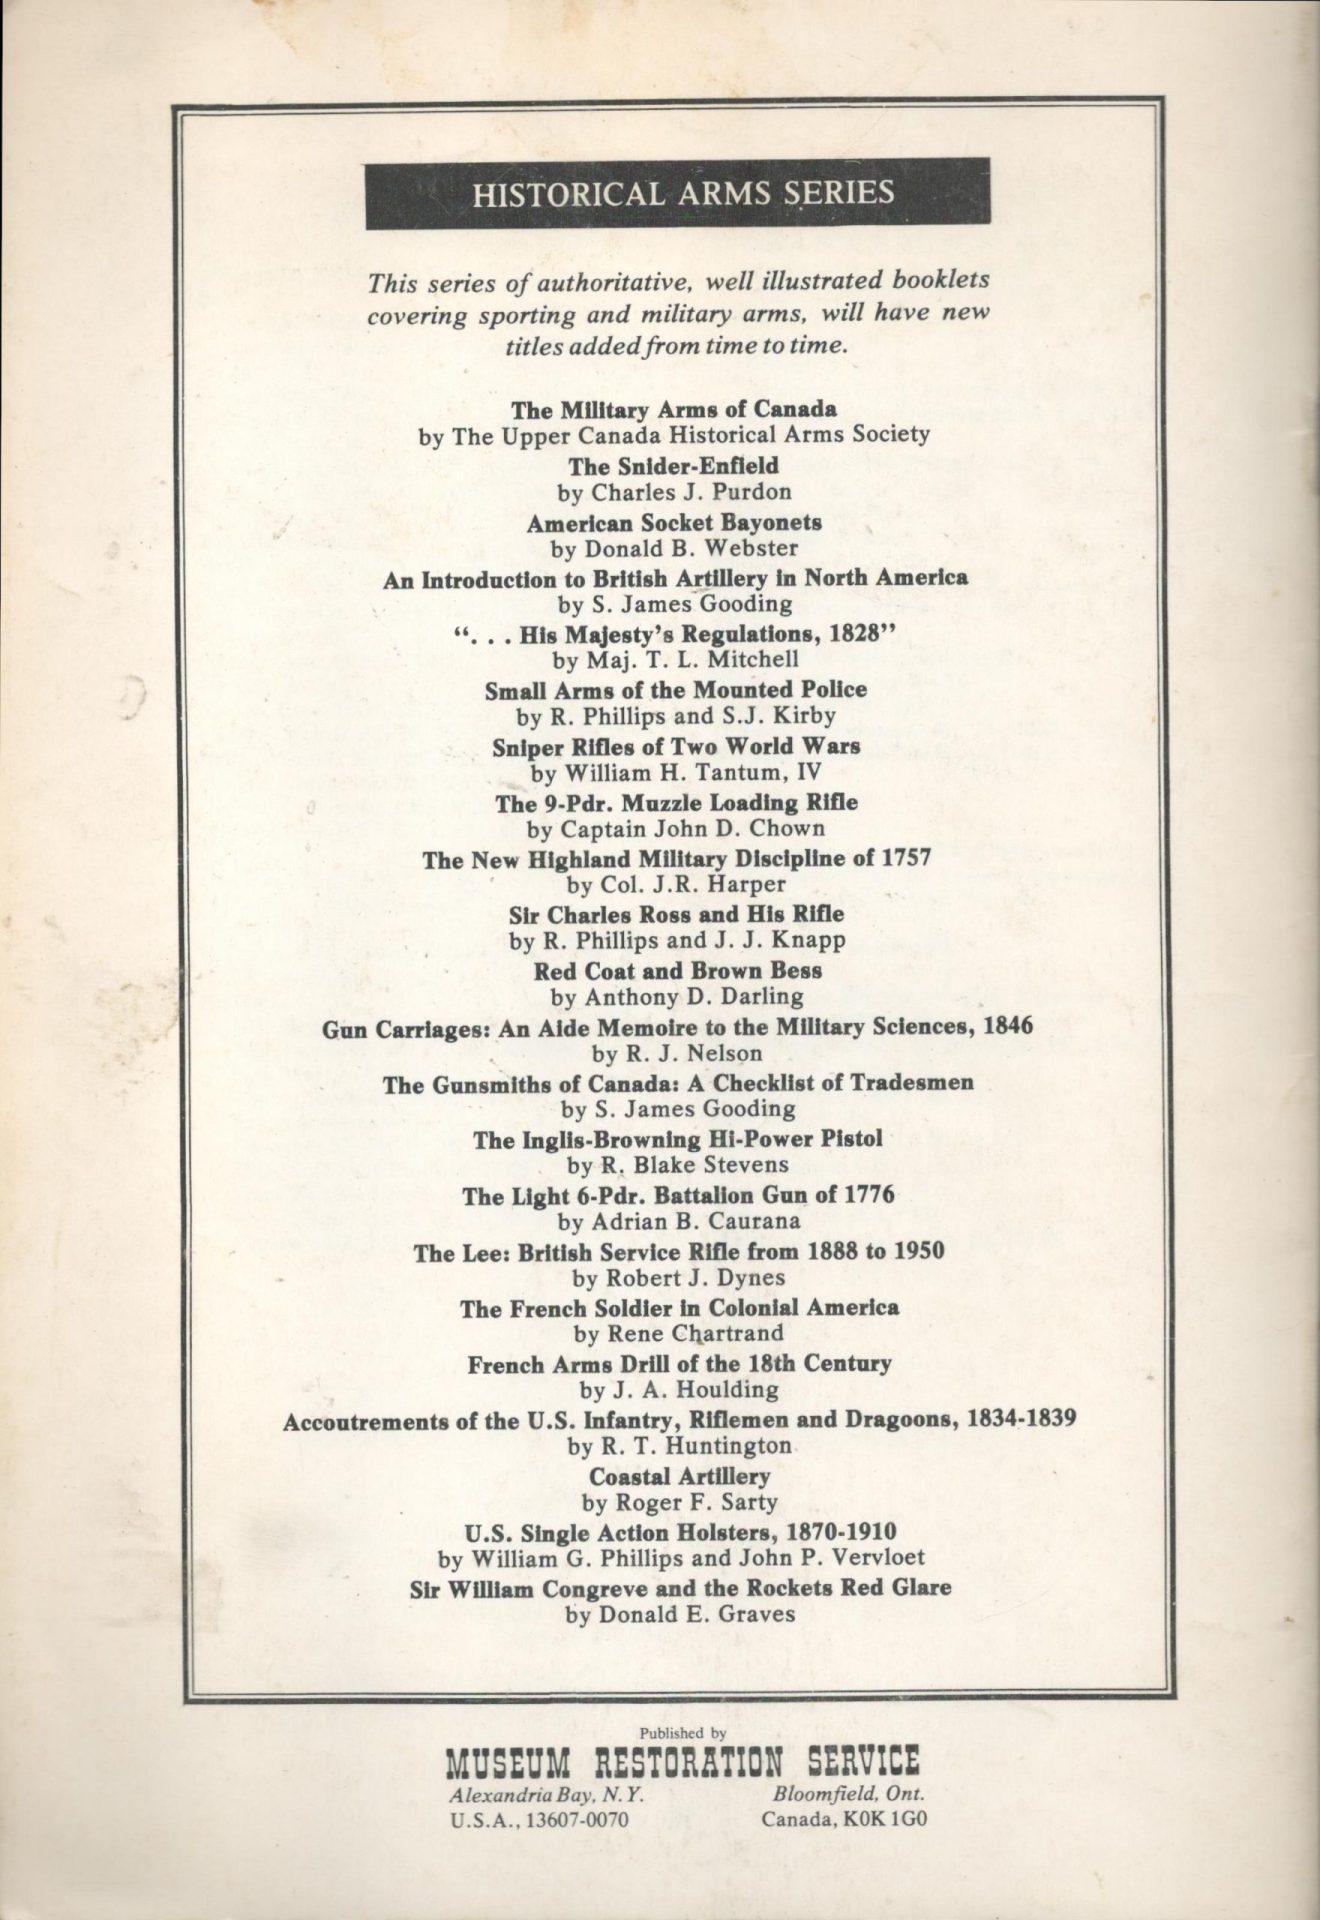 HISTORICAL ARMS SERIES
This series of authoritative, well illustrated booklets
covering sporting and military arms, will have new
titles added from time to time.
The Military Arms of Canada
by The Upper Canada Historical Arms Society
The Snider-Enfield
by Charles J. Purdon
American Socket Bayonets
by Donald B. Webster
An Introduction to British Artillery in North America
by S. James Gooding
“. . . His Majesty’s Regulations, 1828”
by Maj. T. L. Mitchell
Small Arms of the Mounted Police
by R. Phillips and S.J. Kirby
Sniper Rifles of Two World Wars
by William H. Tantum, IV
The 9-Pdr. Muzzle Loading Rifle
by Captain John D. Chown
The New Highland Military Discipline of 1757
by Col. J.R. Harper
Sir Charles Ross and His Rifle
by R. Phillips and J. J. Knapp
Red Coat and Brown Bess
by Anthony D. Darling
Gun Carriages: An Aide Memoire to the Military Sciences, 1846
by R. J. Nelson
The Gunsmiths of Canada: A Checklist of Tradesmen
by S. James Gooding
The Inglis-Browning Hi-Power Pistol
by R. Blake Stevens
The Light 6-Pdr. Battalion Gun of 1776
by Adrian B. Caurana
The Lee: British Service Rifle from 1888 to 1950
by Robert J. Dynes
The French Soldier in Colonial America
by Rene Chartrand
French Arms Drill of the 18th Century
by J. A. Houlding
Accoutrements of the U.S. Infantry, Riflemen and Dragoons, 1834-1839
by R. T. Huntington
Coastal Artillery
by Roger F. Sarty
U.S. Single Action Holsters, 1870-1910
by William G. Phillips and John P. Vervloet
Sir William Congreve and the Rockets Red Glare
by Donald E. Graves
Published by
MUSEUM RESTORATION SERVICE
Alexandria Bay, N.Y.
U.S.A., 13607-0070
Bloomfield, Ont.
Canada, K0K 1G0